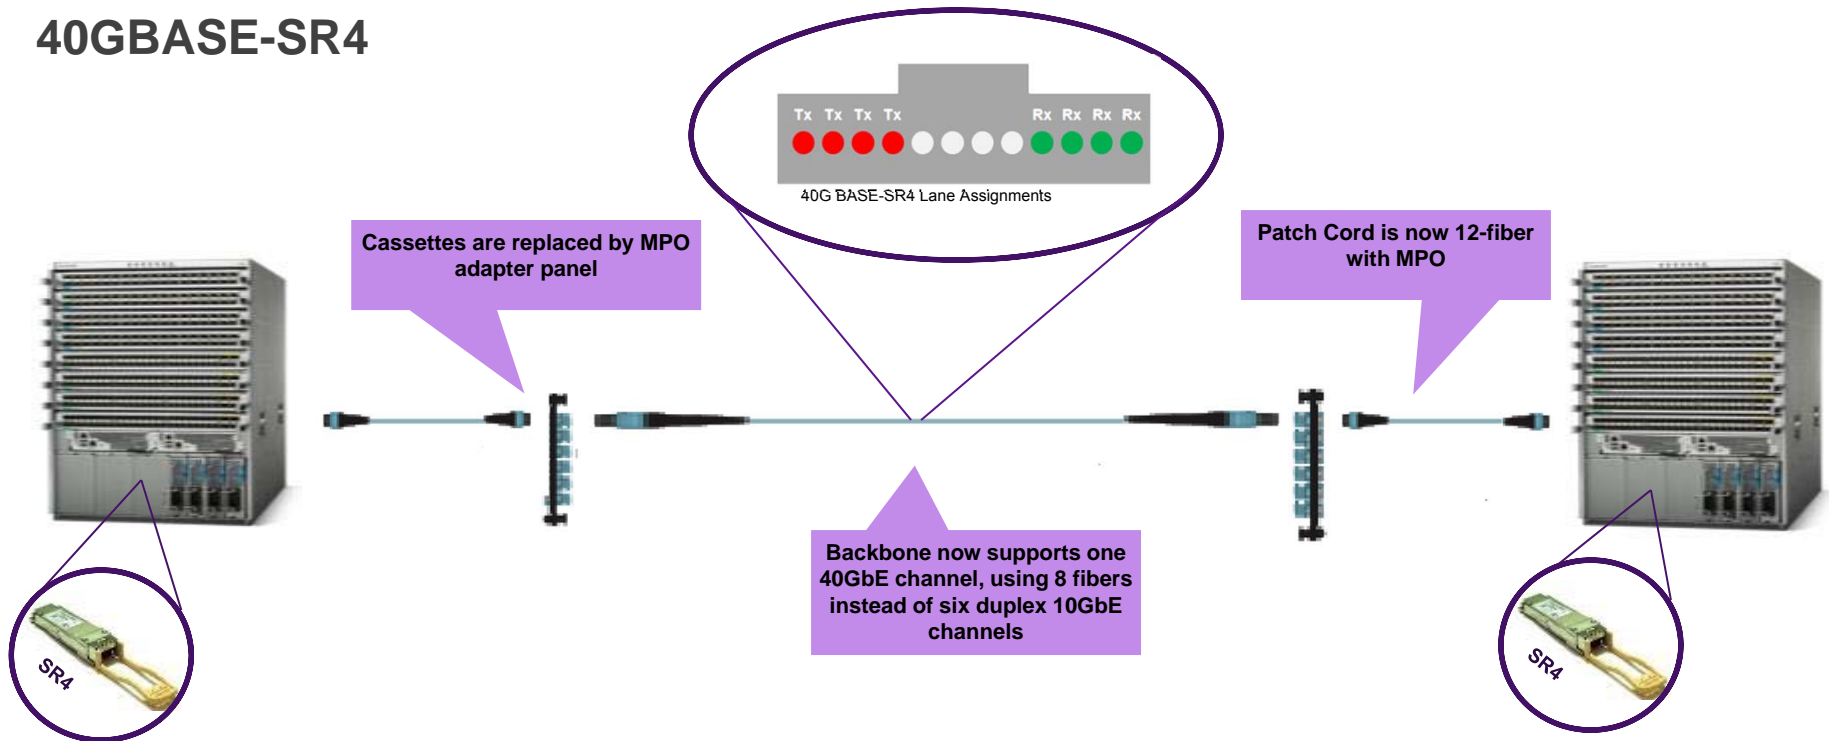 40GBASE-SR4
Tx Tx Tx Tx Rx Rx Rx Rx
40G BASE-SR4 Lane Assignments
Cassettes are replaced by MPO
adapter panel
Patch Cord is now 12-fiber
with MPO
Backbone now supports one
40GbE channel, using 8 fibers
instead of six duplex 10GbE
channels
SR4
SR4